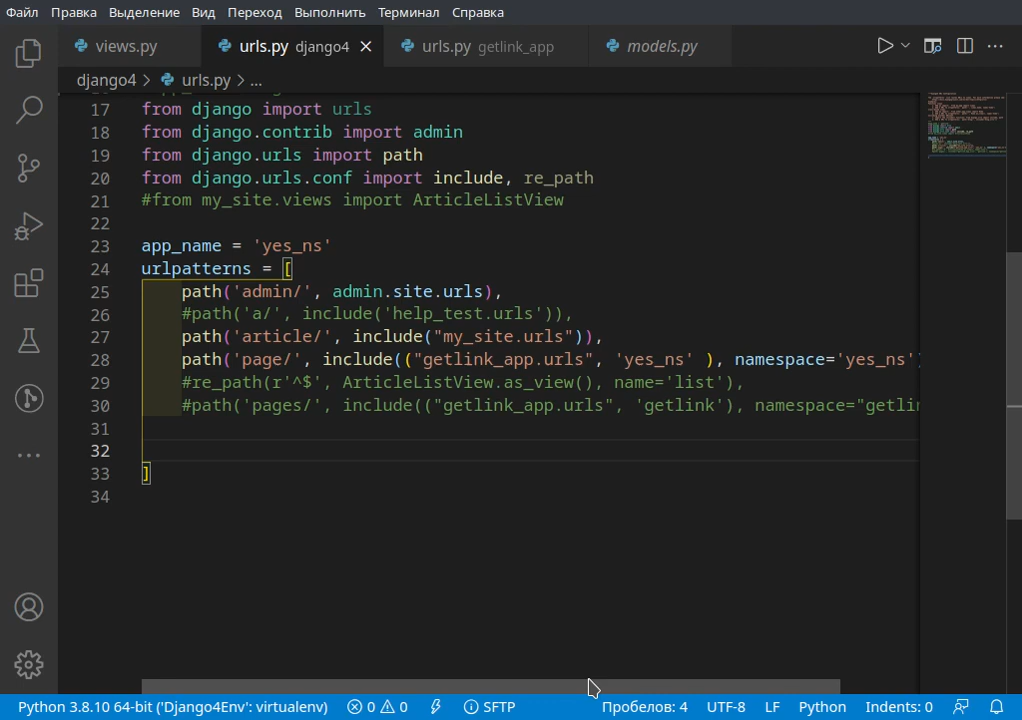 Файл Правка Выделение Вид Переход Выполнить Терминал Справка
views.py urls.py django4 urls.py getlink_app models.py
django4 > urls.py > ...
17 from django import urls
18 from django.contrib import admin
19 from django.urls import path
20 from django.urls.conf import include, re_path
21 #from my_site.views import ArticleListView
22
23 app_name = 'yes_ns'
24 urlpatterns = [
25 path('admin/', admin.site.urls),
26 #path('a/', include('help_test.urls')),
27 path('article/', include("my_site.urls")),
28 path('page/', include(("getlink_app.urls", 'yes_ns' ), namespace='yes_ns'
29 #re_path(r'^$', ArticleListView.as_view(), name='list'),
30 #path('pages/', include(("getlink_app.urls", 'getlink'), namespace="getlin
31
32
33 ]
34
Python 3.8.10 64-bit ('Django4Env': virtualenv) 0 0 SFTP Пробелов: 4 UTF-8 LF Python Indents: 0